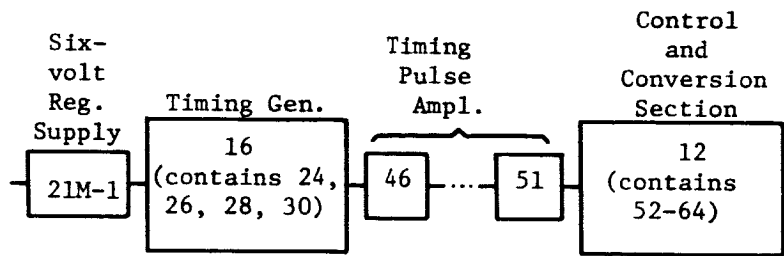 Six-
volt
Reg.
Supply
Timing Gen.
Timing
Pulse
Ampl.
Control
and
Conversion
Section
21M-1
16
(contains 24,
26, 28, 30)
46
....
51
12
(contains
52-64)